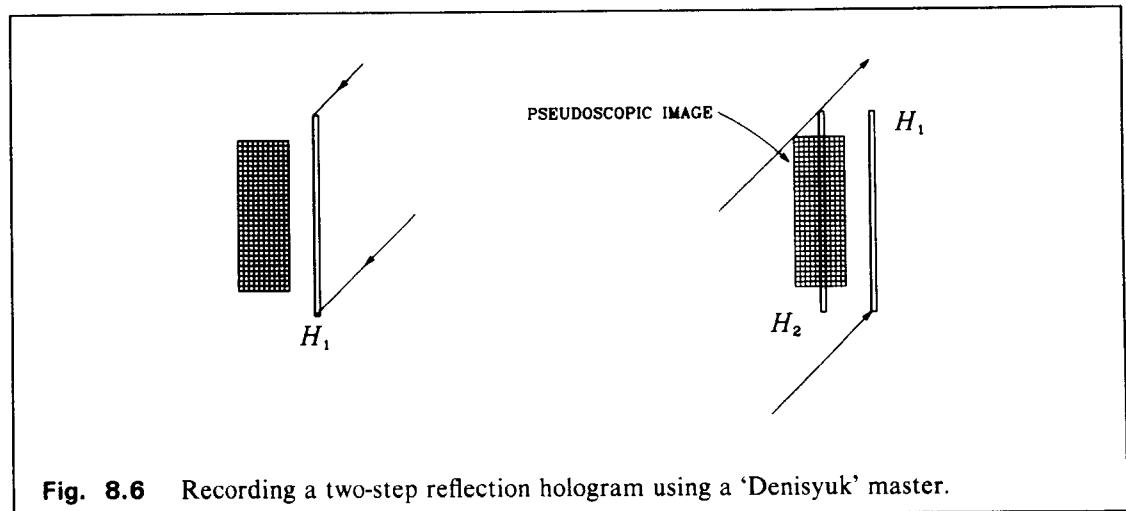 PSEUDOSCOPIC IMAGE
H₁
H₁
H₂
Fig. 8.6 Recording a two-step reflection hologram using a ‘Denisyuk’ master.